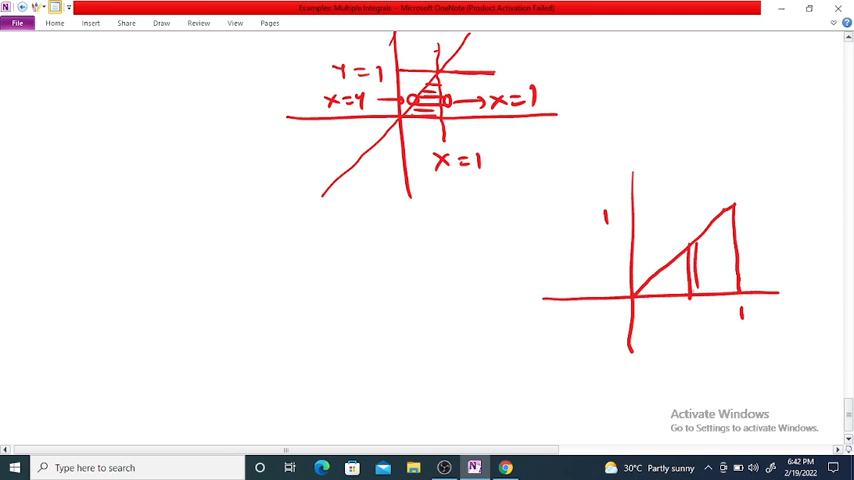 Examples: Multiple Integrals -- Microsoft OneNote (Product Activation Failed)
File Home Insert Share Draw Review View Pages
Y = 1
X = Y
X = 1
X = 1
1
1
Activate Windows
Go to Settings to activate Windows.
Type here to search
30°C Partly sunny
6:42 PM
2/19/2022